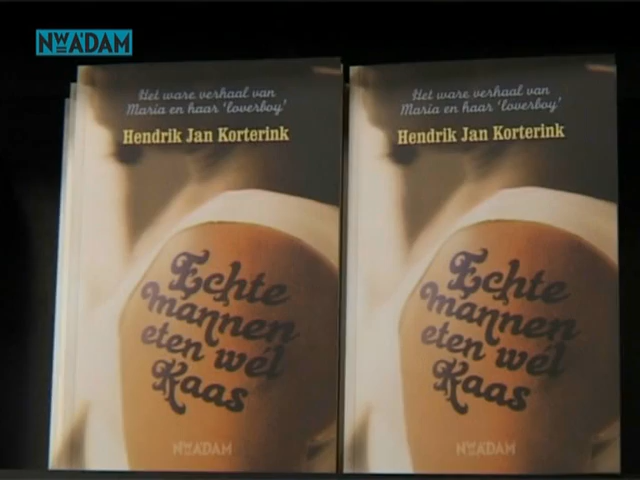 NWADAM
Het ware verhaal van
Maria en haar 'loverboy'
Hendrik Jan Korterink
Echte
mannen
eten wél
Kaas
NWADAM
Het ware verhaal van
Maria en haar 'loverboy'
Hendrik Jan Korterink
Echte
mannen
eten wél
Kaas
NWADAM